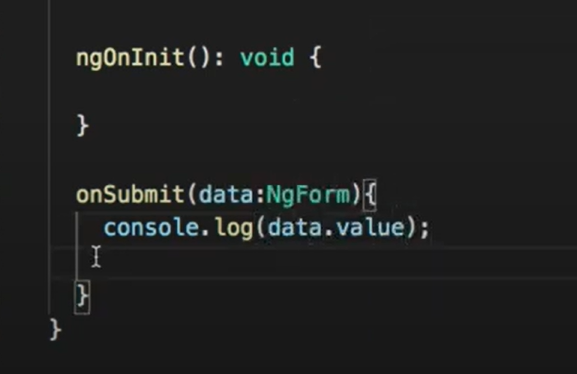 ngOnInit(): void {
}
onSubmit(data:NgForm){
console.log(data.value);
}
}